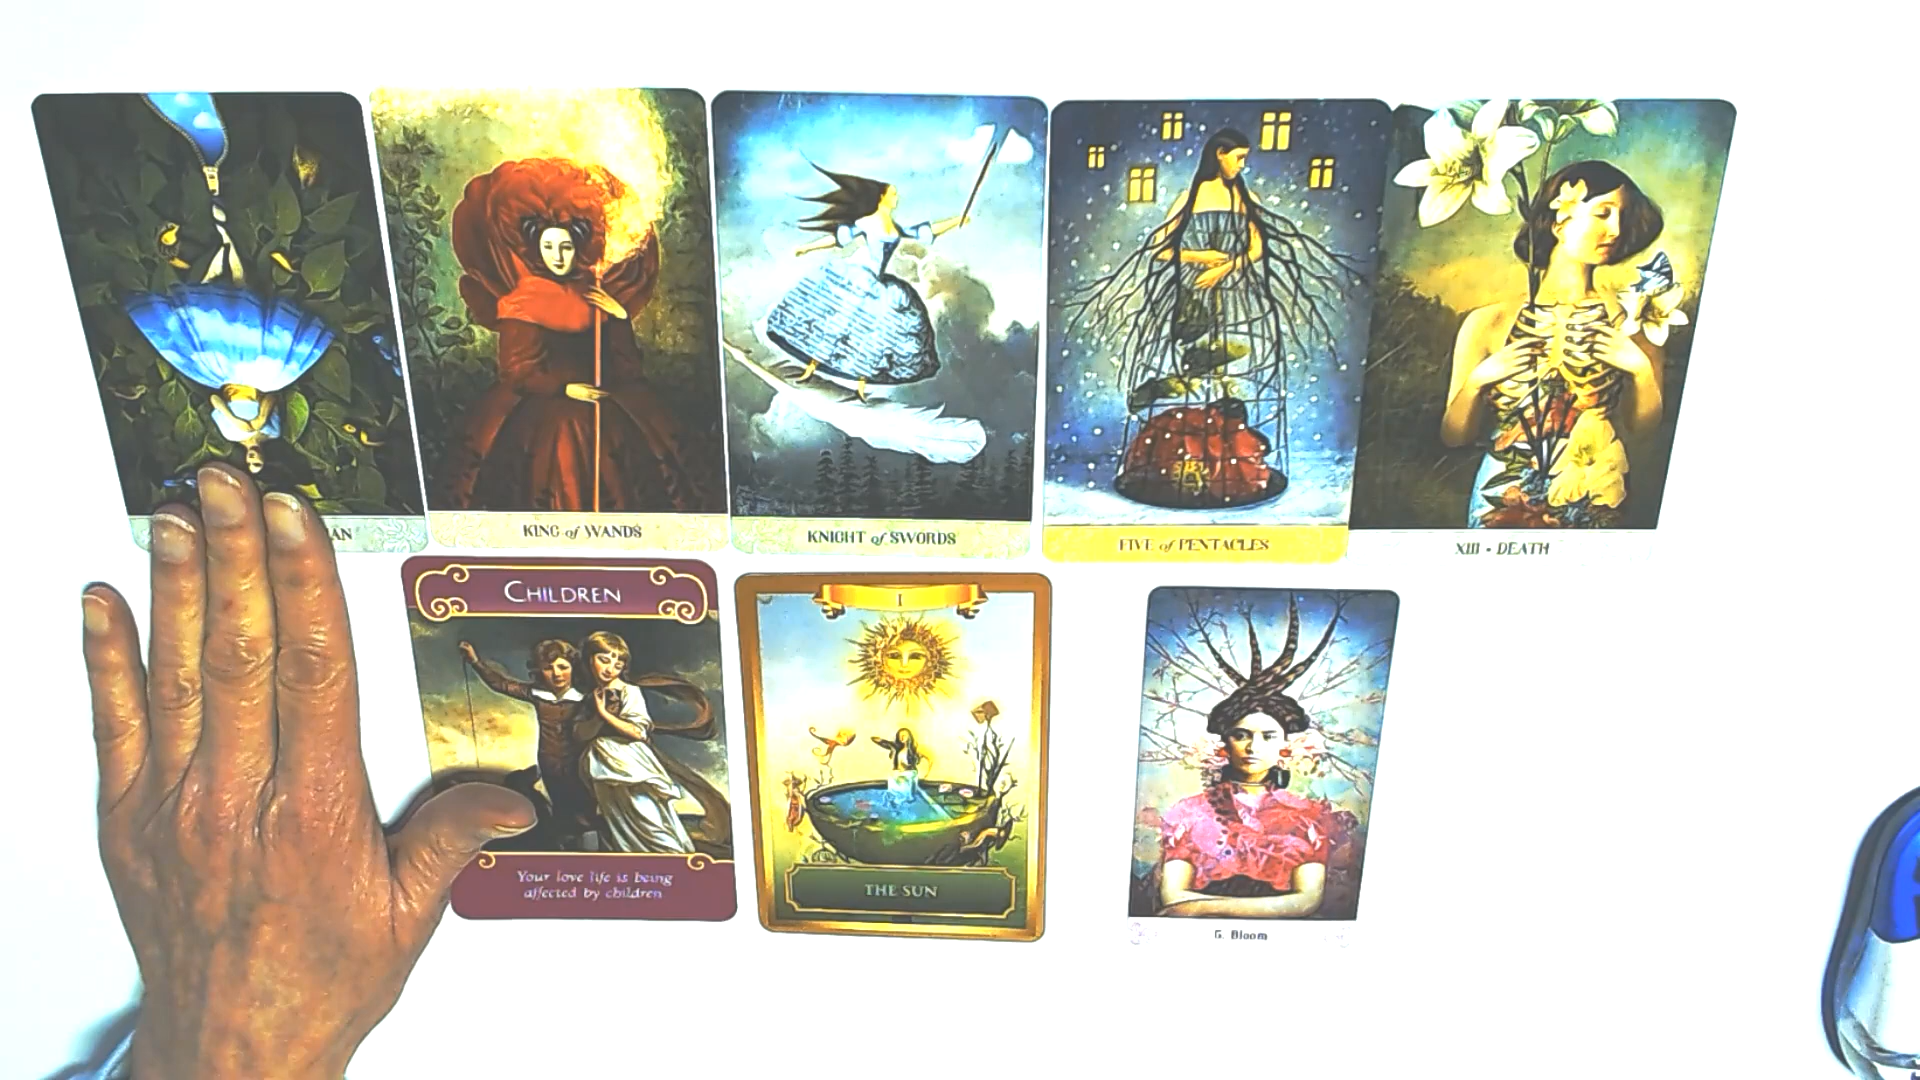 AN
KING of WANDS
KNIGHT of SWORDS
FIVE of PENTACLES
XIII • DEATH
CHILDREN
Your love life is being
affected by children
I
THE SUN
G. Bloom